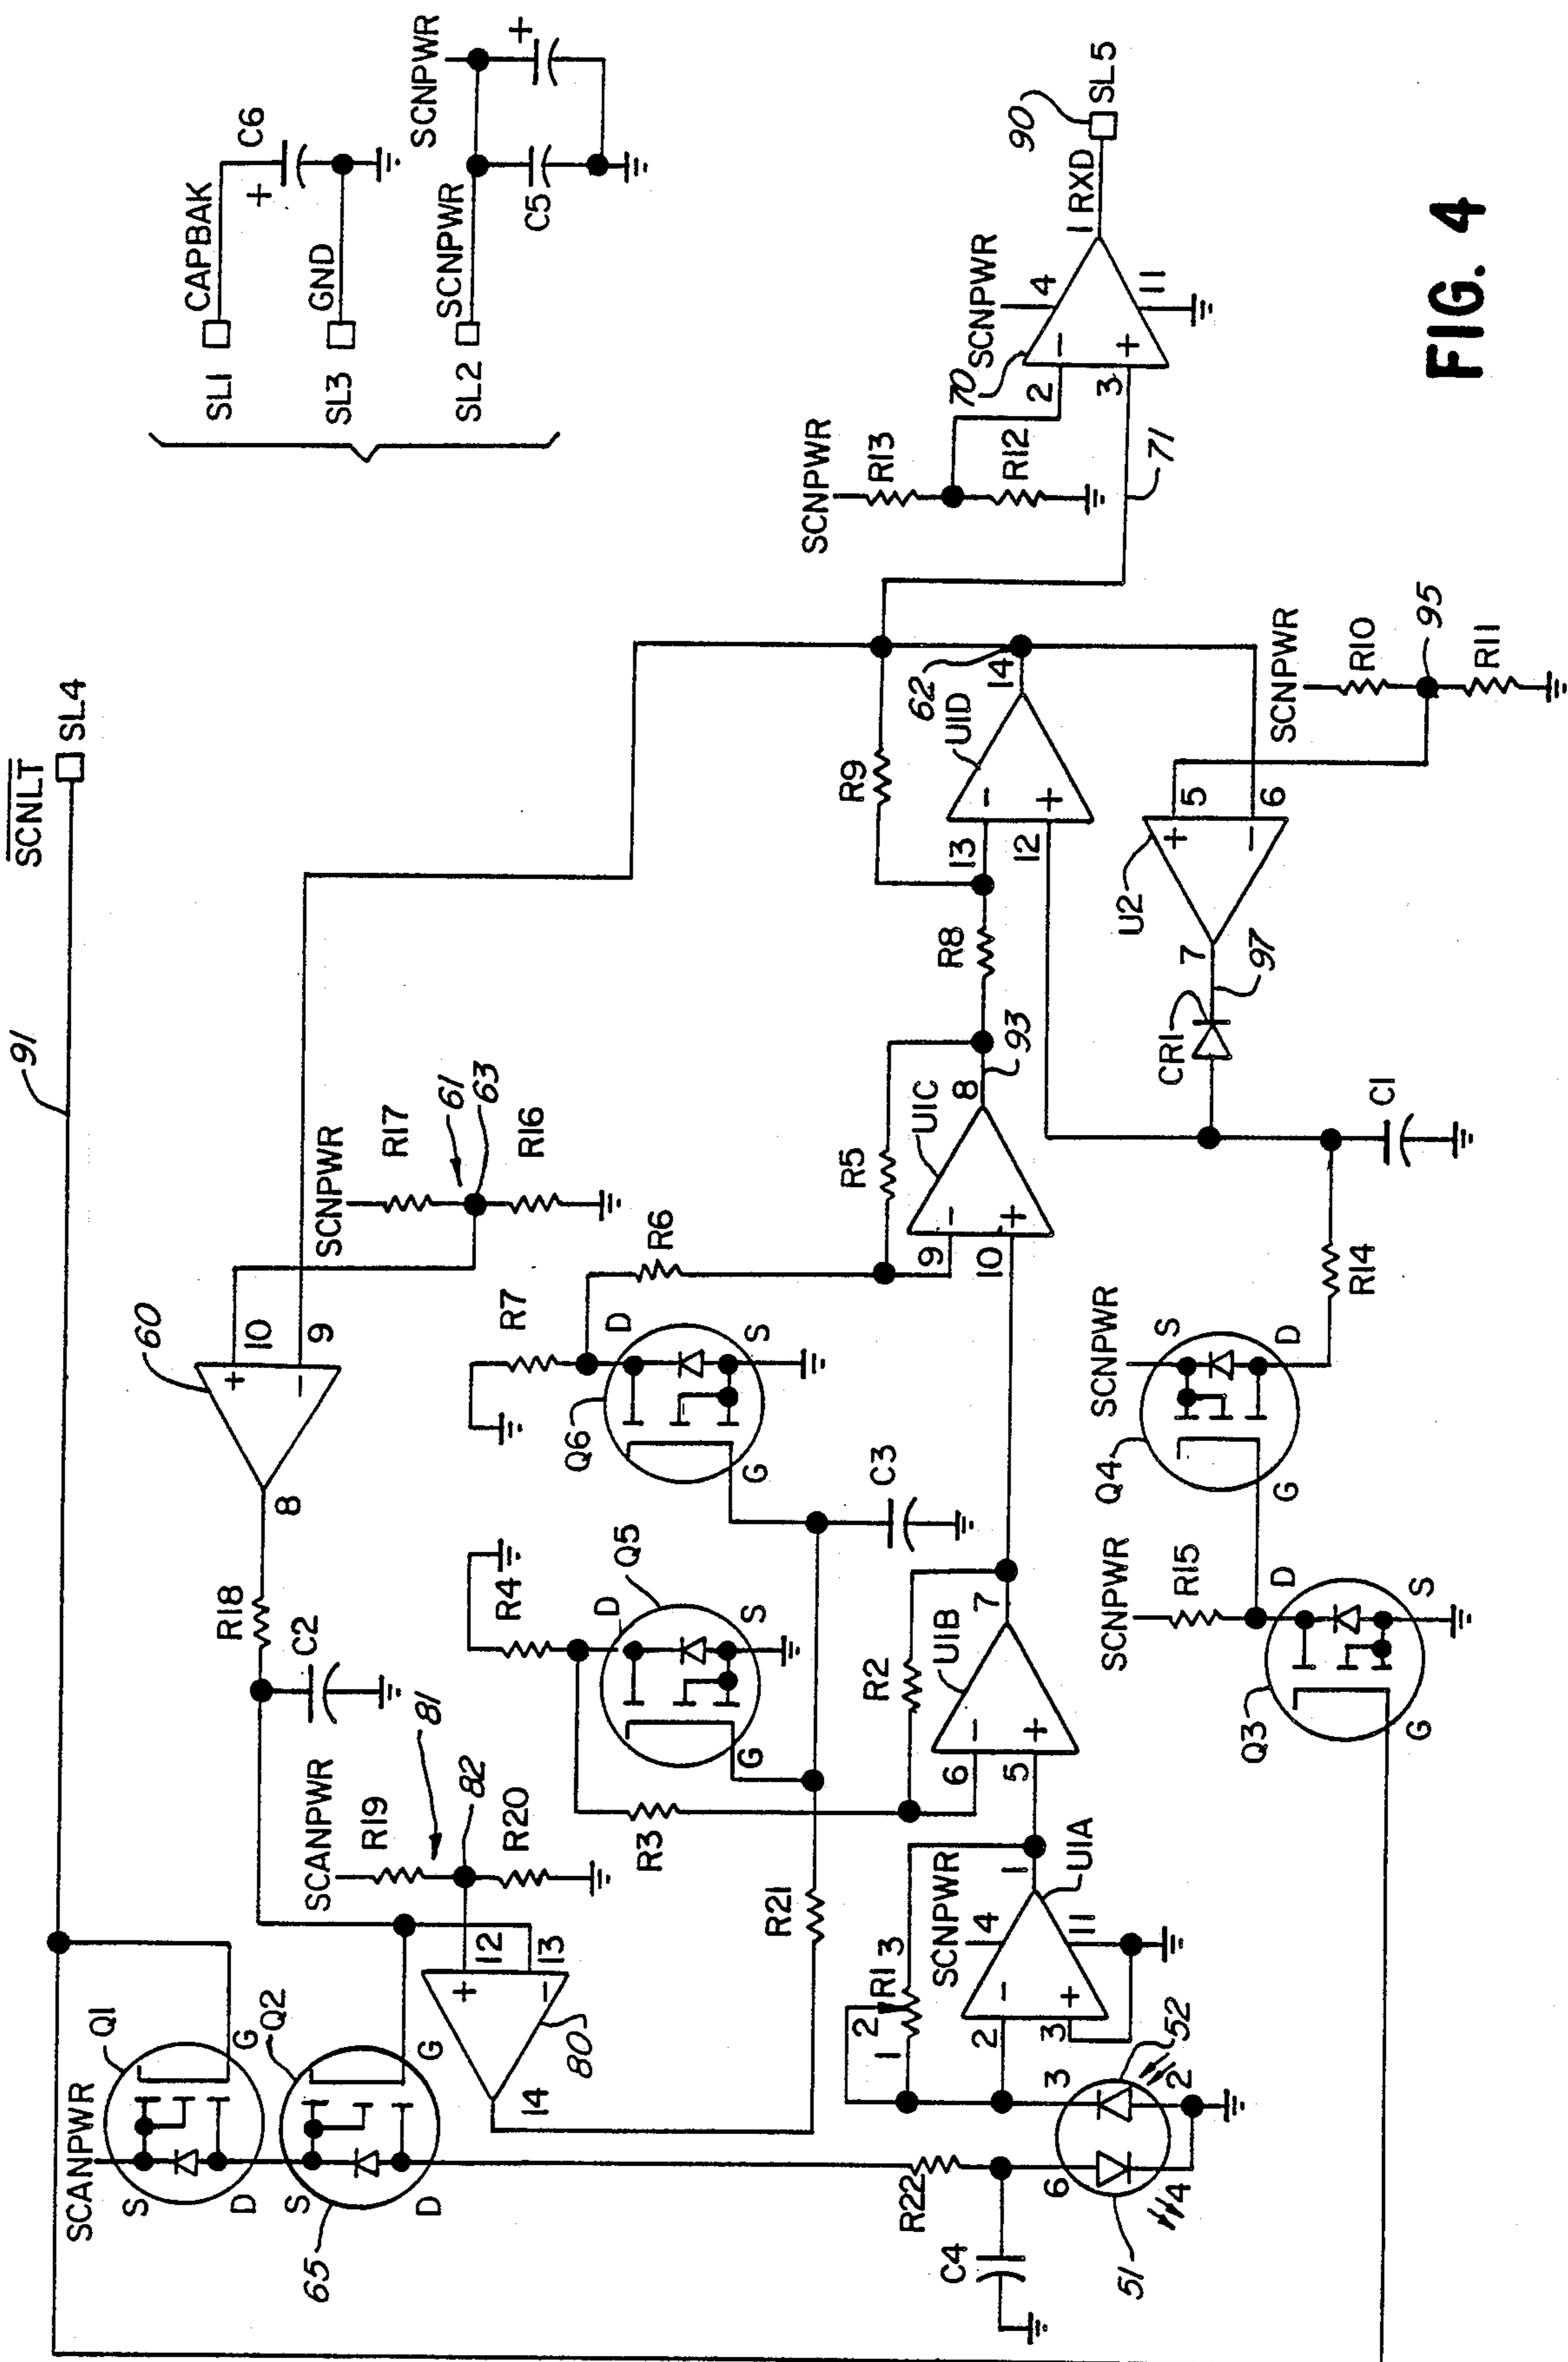 91
SCNLT
SL4
SL1
CAPBAK
+
C6
SL3
GND
SL2
SCNPWR
C5
SCNPWR
+
SCANPWR
Q1
S
D
G
Q2
S
D
G
65
R18
C2
8
60
+
−
10
9
SCNPWR
R17
61
63
R16
SCANPWR
R19
81
82
R20
12
13
+
−
14
80
R4
D
Q5
S
G
R3
R21
R7
D
Q6
S
G
R6
C3
R22
C4
6
51
4
3
52
2
R1
1
2
3
SCNPWR
4
2
−
3
+
11
1
U1A
R2
6
−
5
+
U1B
7
R5
9
−
10
+
U1C
8
93
R8
R9
13
−
12
+
U1D
14
62
SCNPWR
R13
R12
71
SCNPWR
70
2
−
3
+
4
11
1
RXD
90
SL5
SCNPWR
R15
D
Q3
S
G
SCNPWR
Q4
S
D
G
R14
C1
CR1
97
7
U2
+
−
5
6
SCNPWR
R10
95
R11
FIG. 4